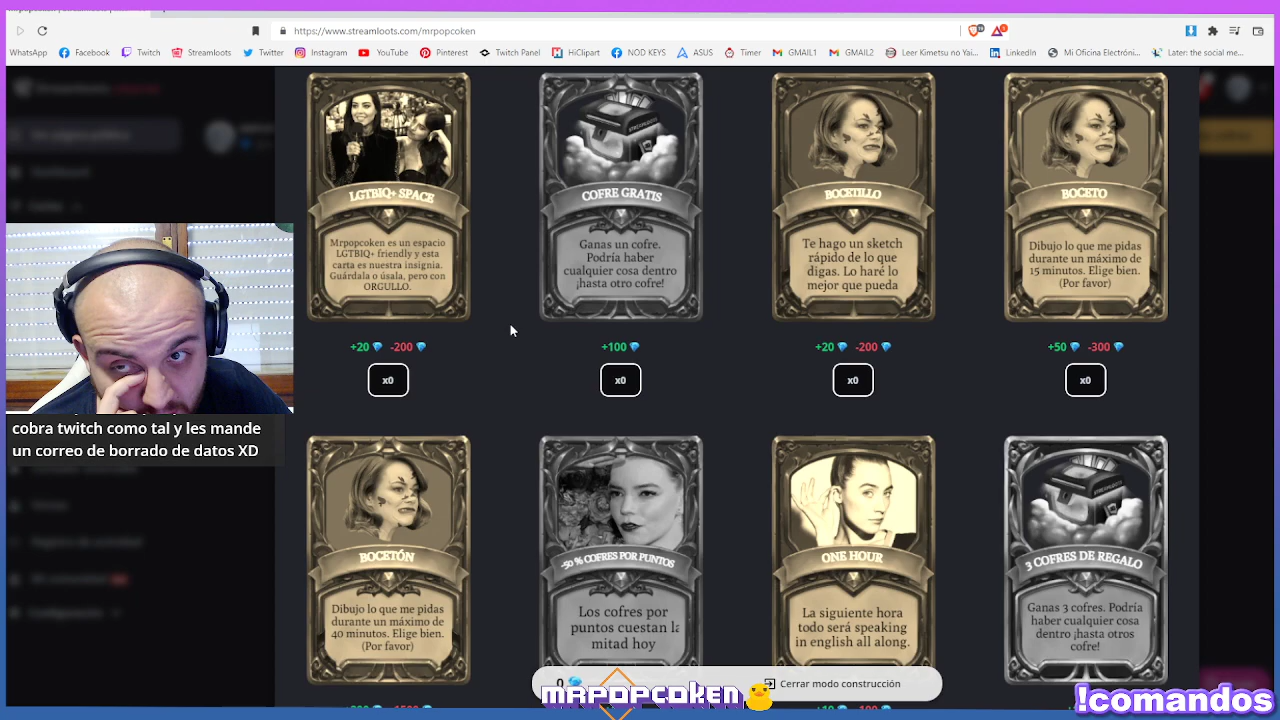 https://www.streamloots.com/mrpopcoken
WhatsApp
Facebook
Twitch
Streamloots
Twitter
Instagram
YouTube
Pinterest
Twitch Panel
HiClipart
NOD KEYS
ASUS
Timer
GMAIL1
GMAIL2
Leer Kimetsu no Yai...
LinkedIn
Mi Oficina Electróni...
Later: the social me...
LGTBIQ+ SPACE
Mrpopcoken es un espacio
LGTBIQ+ friendly y esta
carta es nuestra insignia.
Guárdala o úsala, pero con
ORGULLO.
+20 -200
x0
COFRE GRATIS
Ganas un cofre.
Podría haber
cualquier cosa dentro
¡hasta otro cofre!
+100
x0
BOCETILLO
Te hago un sketch
rápido de lo que
digas. Lo haré lo
mejor que pueda
+20 -200
x0
BOCETO
Dibujo lo que me pidas
durante un máximo de
15 minutos. Elige bien.
(Por favor)
+50 -300
x0
cobra twitch como tal y les mande
un correo de borrado de datos XD
BOCETÓN
Dibujo lo que me pidas
durante un máximo de
40 minutos. Elige bien.
(Por favor)
-50 % COFRES POR PUNTOS
Los cofres por
puntos cuestan la
mitad hoy
ONE HOUR
La siguiente hora
todo será speaking
in english all along.
3 COFRES DE REGALO
Ganas 3 cofres. Podría
haber cualquier cosa
dentro ¡hasta otros
cofre!
0
Cerrar modo construcción
MRPOPCOKEN
!comandos